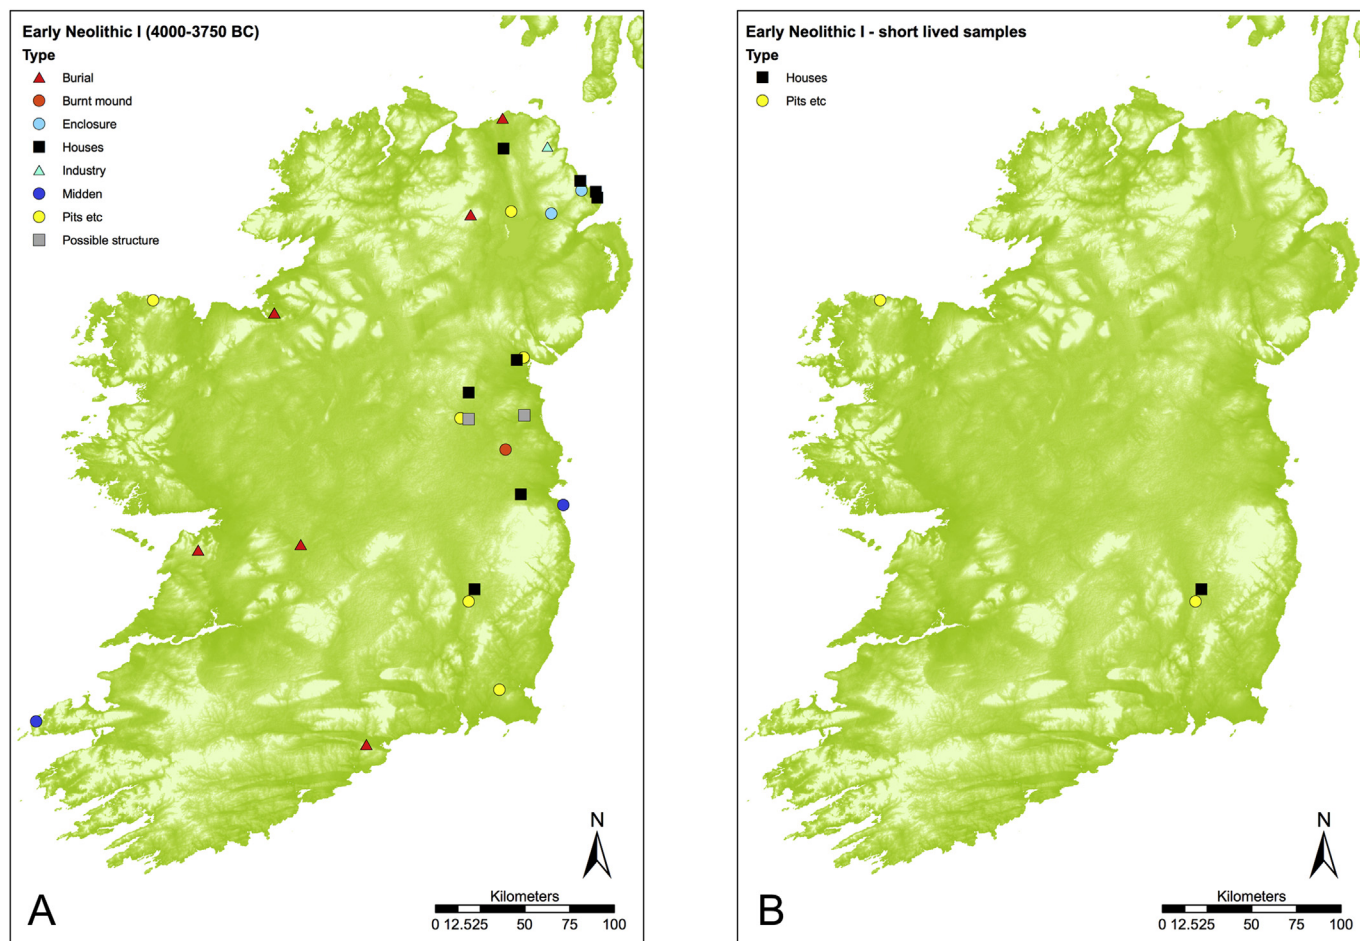 Early Neolithic I (4000-3750 BC)
Type
Burial
Burnt mound
Enclosure
Houses
Industry
Midden
Pits etc
Possible structure
N
Kilometers
0 12.525 50 75 100
A
Early Neolithic I - short lived samples
Type
Houses
Pits etc
N
Kilometers
0 12.525 50 75 100
B